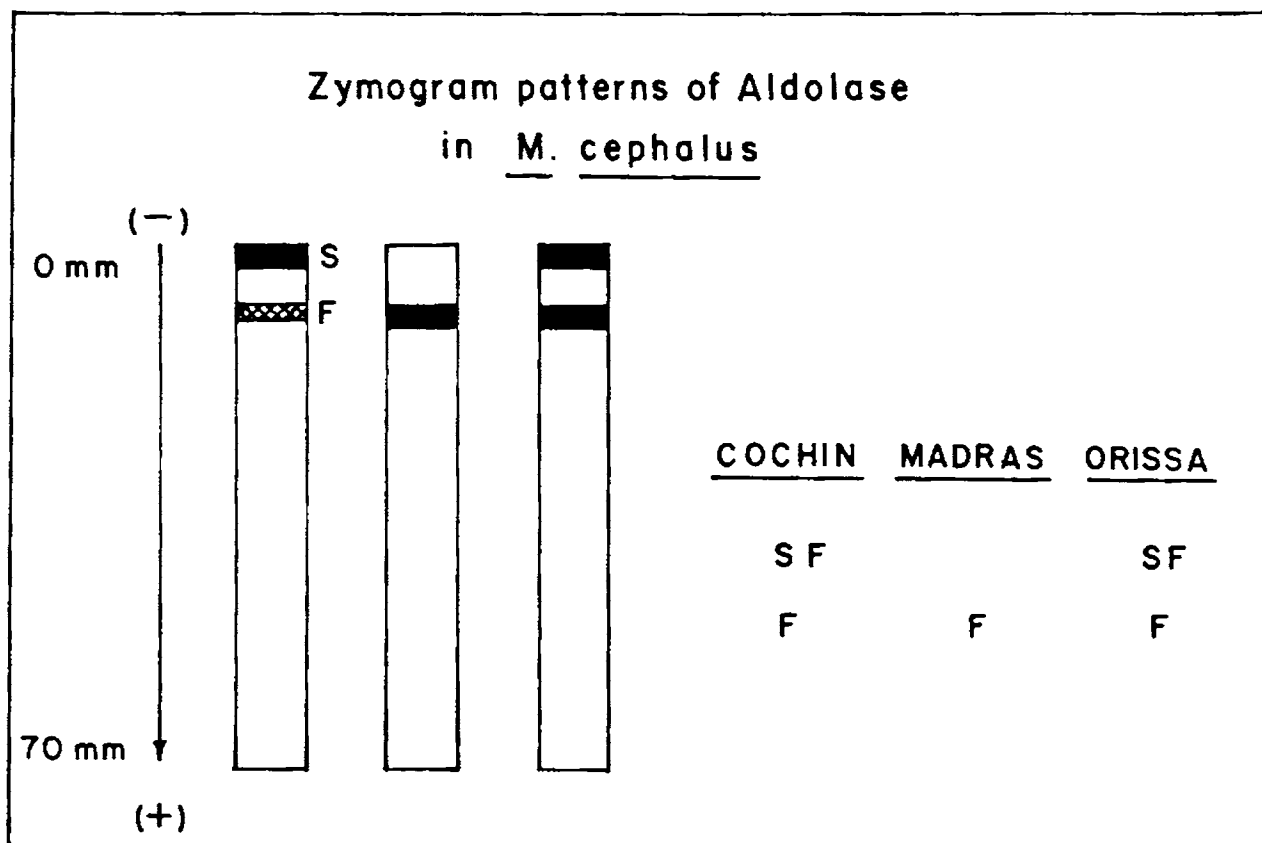 Zymogram patterns of Aldolase
in M. cephalus
(−)
0 mm
S
F
70 mm
(+)
COCHIN MADRAS ORISSA
S F SF
F F F